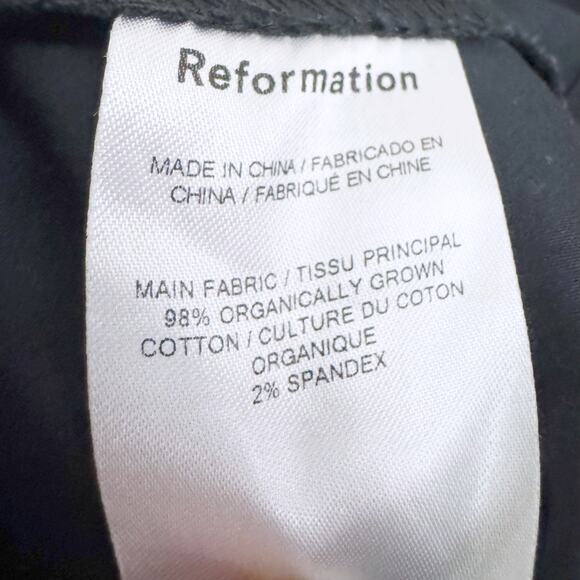 Reformation
MADE IN CHINA / FABRICADO EN
CHINA / FABRIQUÉ EN CHINE
MAIN FABRIC / TISSU PRINCIPAL
98% ORGANICALLY GROWN
COTTON / CULTURE DU COTON
ORGANIQUE
2% SPANDEX